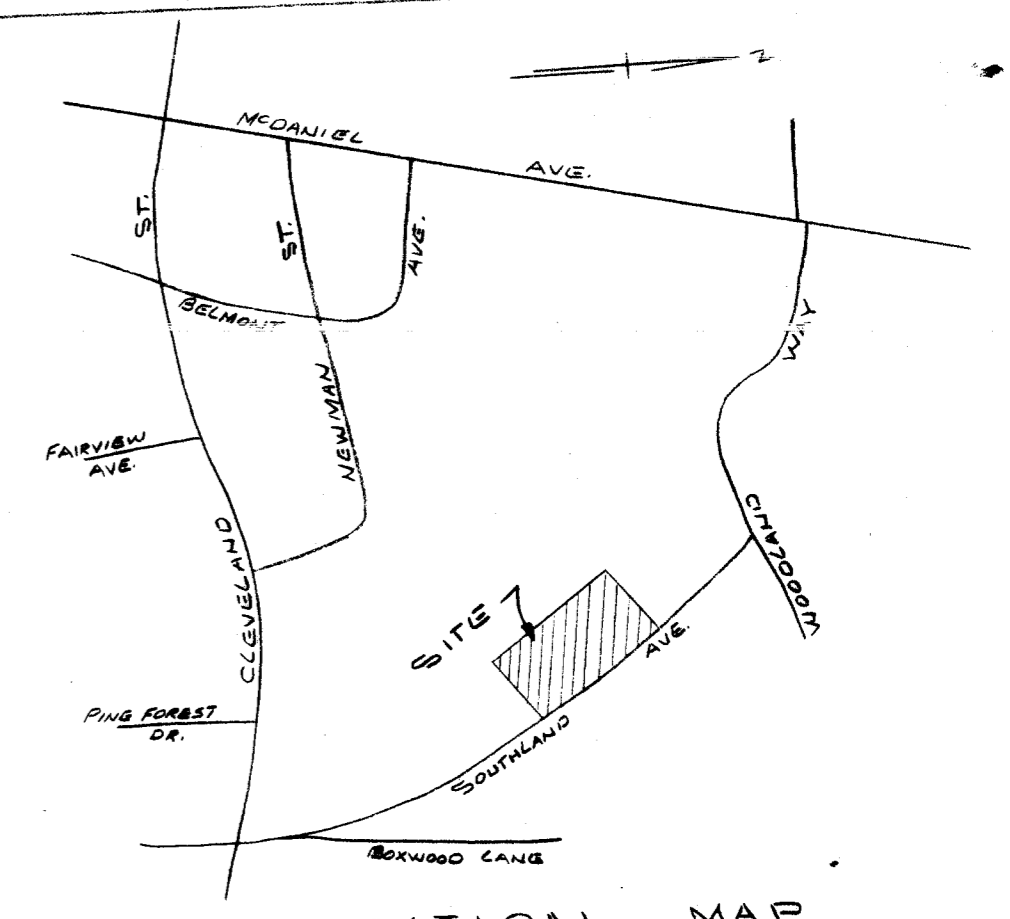 N
McDANIEL AVE.
ST.
ST.
AVE.
BELMONT
WAY
NEWMAN
FAIRVIEW
AVE.
CLEVELAND
WOODLAND
SITE
AVE.
PINE FOREST
DR.
SOUTHLAND
BOXWOOD LANE
MAP